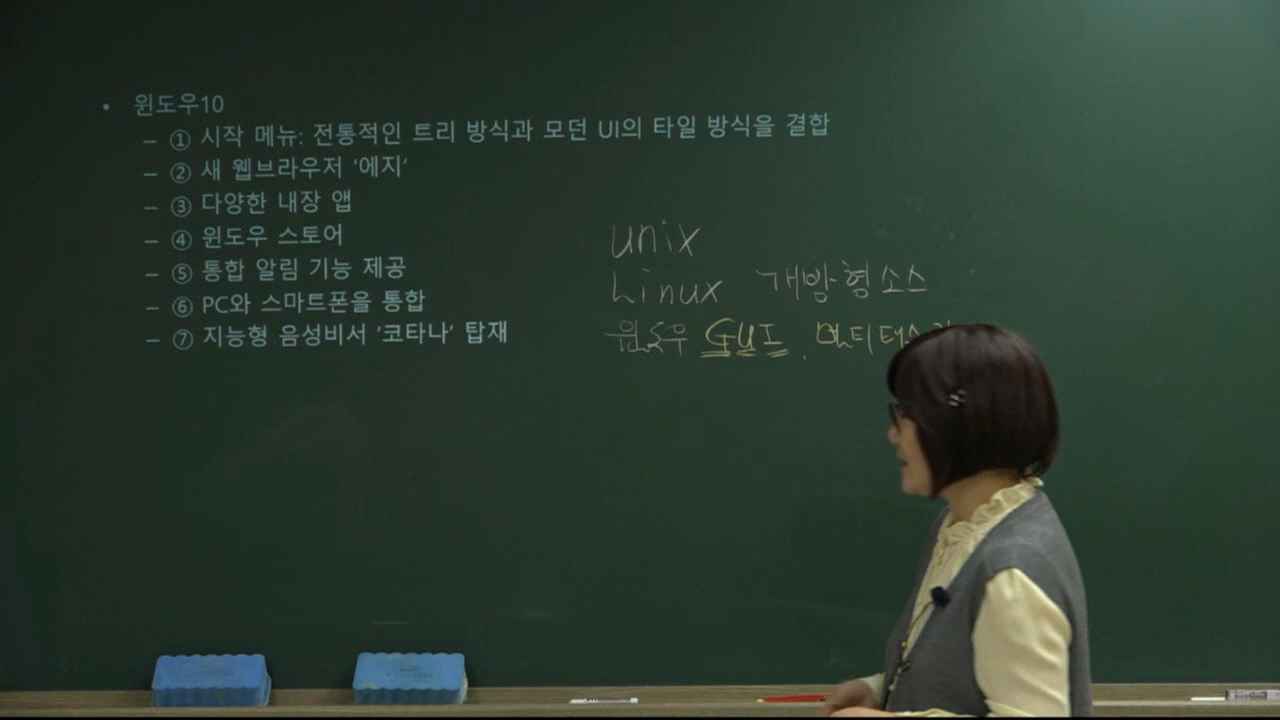 • 윈도우10
– ① 시작 메뉴: 전통적인 트리 방식과 모던 UI의 타일 방식을 결합
– ② 새 웹브라우저 '에지'
– ③ 다양한 내장 앱
– ④ 윈도우 스토어
– ⑤ 통합 알림 기능 제공
– ⑥ PC와 스마트폰을 통합
– ⑦ 지능형 음성비서 '코타나' 탑재
unix
Linux 개방형소스
윈도우 GUI.